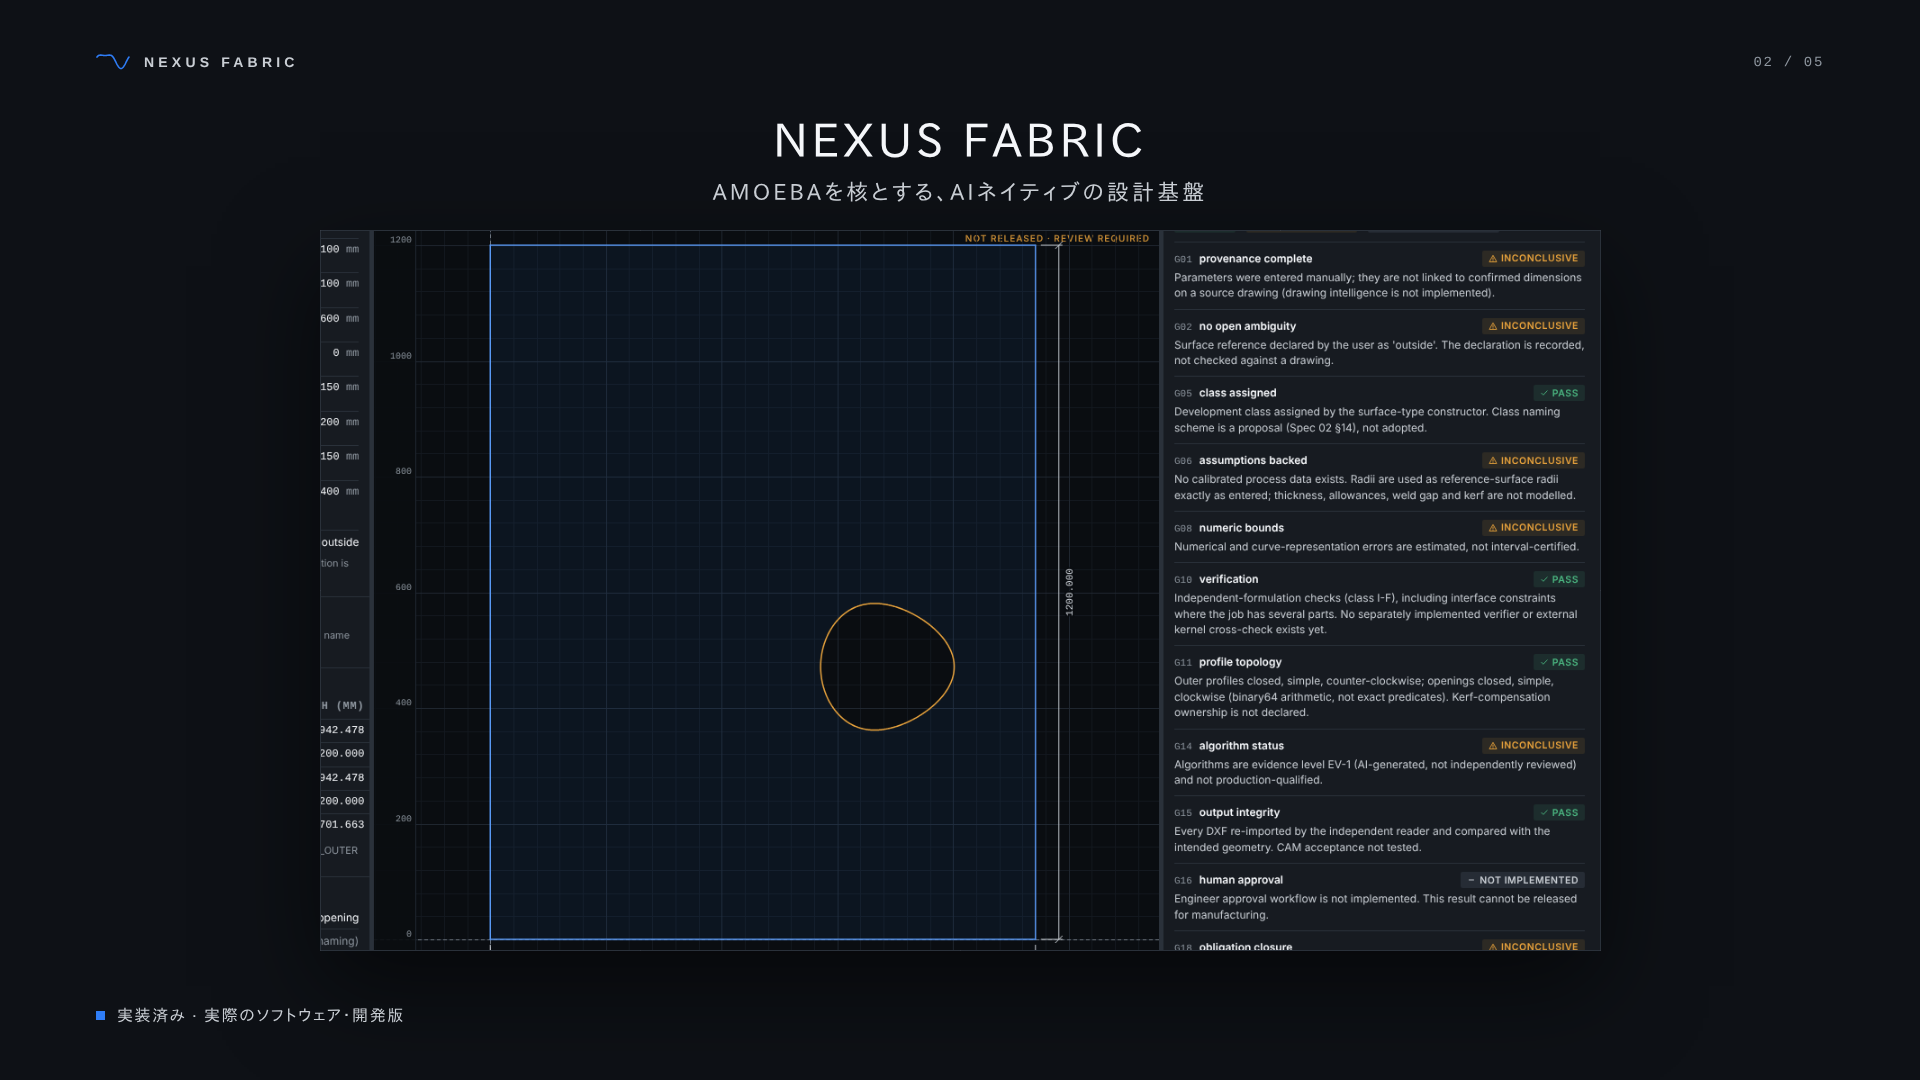 NEXUS FABRIC
02 / 05
NEXUS FABRIC
AMOEBAを核とする、AIネイティブの設計基盤
100 mm
100 mm
600 mm
0 mm
150 mm
200 mm
150 mm
400 mm
outside
tion is
name
H (MM)
942.478
200.000
942.478
200.000
701.663
_OUTER
opening
naming)
NOT RELEASED · REVIEW REQUIRED
1200
1000
800
600
400
200
0
1200.000
G01 provenance complete INCONCLUSIVE
Parameters were entered manually; they are not linked to confirmed dimensions
on a source drawing (drawing intelligence is not implemented).
G02 no open ambiguity INCONCLUSIVE
Surface reference declared by the user as 'outside'. The declaration is recorded,
not checked against a drawing.
G05 class assigned PASS
Development class assigned by the surface-type constructor. Class naming
scheme is a proposal (Spec 02 §14), not adopted.
G06 assumptions backed INCONCLUSIVE
No calibrated process data exists. Radii are used as reference-surface radii
exactly as entered; thickness, allowances, weld gap and kerf are not modelled.
G08 numeric bounds INCONCLUSIVE
Numerical and curve-representation errors are estimated, not interval-certified.
G10 verification PASS
Independent-formulation checks (class I-F), including interface constraints
where the job has several parts. No separately implemented verifier or external
kernel cross-check exists yet.
G11 profile topology PASS
Outer profiles closed, simple, counter-clockwise; openings closed, simple,
clockwise (binary64 arithmetic, not exact predicates). Kerf-compensation
ownership is not declared.
G14 algorithm status INCONCLUSIVE
Algorithms are evidence level EV-1 (AI-generated, not independently reviewed)
and not production-qualified.
G15 output integrity PASS
Every DXF re-imported by the independent reader and compared with the
intended geometry. CAM acceptance not tested.
G16 human approval NOT IMPLEMENTED
Engineer approval workflow is not implemented. This result cannot be released
for manufacturing.
G18 obligation closure INCONCLUSIVE
実装済み · 実際のソフトウェア・開発版